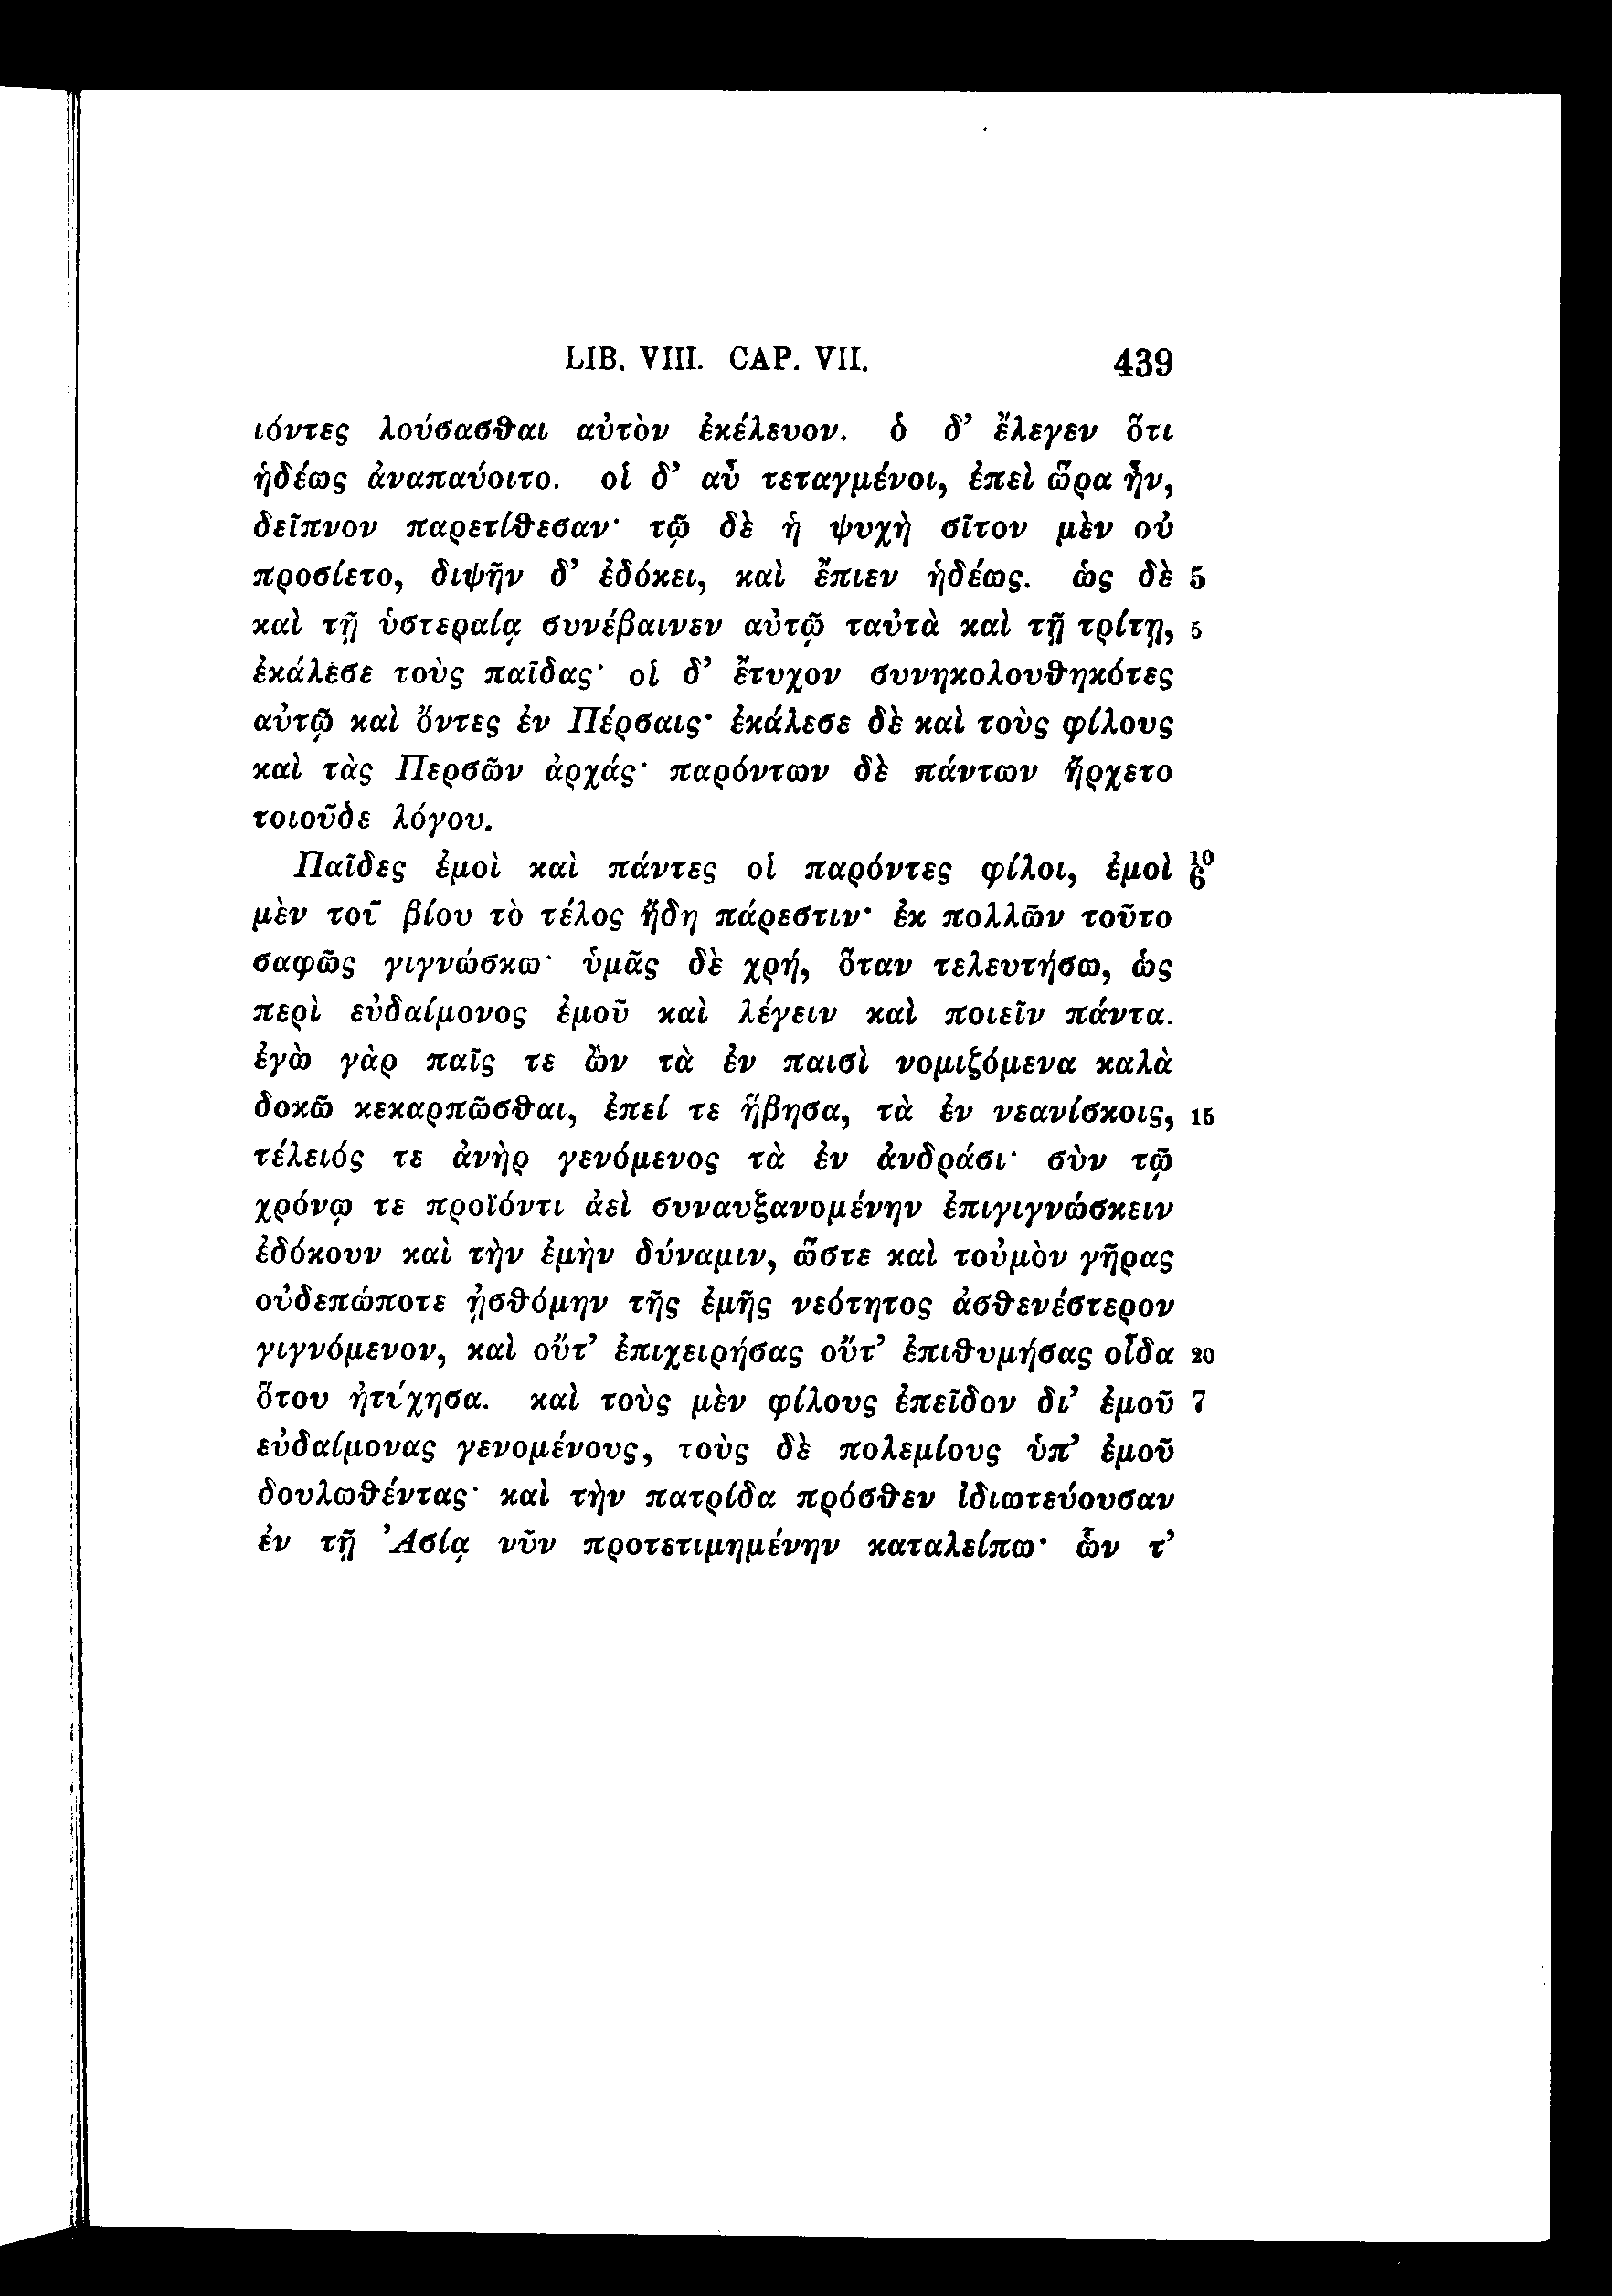 LIB. VIII. CAP. VII. 439
ιόντες λούσασθαι αὐτὸν ἐκέλευον. ὁ δ’ ἔλεγεν ὅτι
ἡδέως ἀναπαύοιτο. οἱ δ’ αὖ τεταγμένοι, ἐπεὶ ὥρα ἦν,
δεῖπνον παρετίθεσαν· τῷ δὲ ἡ ψυχὴ σῖτον μὲν οὐ
προσίετο, διψῆν δ’ ἐδόκει, καὶ ἔπιεν ἡδέως. ὡς δὲ 5
καὶ τῇ ὑστεραίᾳ συνέβαινεν αὐτῷ ταὐτὰ καὶ τῇ τρίτῃ, 5
ἐκάλεσε τοὺς παῖδας· οἱ δ’ ἔτυχον συνηκολουθηκότες
αὐτῷ καὶ ὄντες ἐν Πέρσαις· ἐκάλεσε δὲ καὶ τοὺς φίλους
καὶ τὰς Περσῶν ἀρχάς· παρόντων δὲ πάντων ἤρχετο
τοιοῦδε λόγου.
Παῖδες ἐμοὶ καὶ πάντες οἱ παρόντες φίλοι, ἐμοὶ 10 6
μὲν τοῦ βίου τὸ τέλος ἤδη πάρεστιν· ἐκ πολλῶν τοῦτο
σαφῶς γιγνώσκω· ὑμᾶς δὲ χρή, ὅταν τελευτήσω, ὡς
περὶ εὐδαίμονος ἐμοῦ καὶ λέγειν καὶ ποιεῖν πάντα.
ἐγὼ γὰρ παῖς τε ὢν τὰ ἐν παισὶ νομιζόμενα καλὰ
δοκῶ κεκαρπῶσθαι, ἐπεί τε ἥβησα, τὰ ἐν νεανίσκοις, 15
τέλειός τε ἀνὴρ γενόμενος τὰ ἐν ἀνδράσι· σὺν τῷ
χρόνῳ τε προϊόντι ἀεὶ συναυξανομένην ἐπιγιγνώσκειν
ἐδόκουν καὶ τὴν ἐμὴν δύναμιν, ὥστε καὶ τοὐμὸν γῆρας
οὐδεπώποτε ᾐσθόμην τῆς ἐμῆς νεότητος ἀσθενέστερον
γιγνόμενον, καὶ οὔτ’ ἐπιχειρήσας οὔτ’ ἐπιθυμήσας οἶδα 20
ὅτου ἠτύχησα. καὶ τοὺς μὲν φίλους ἐπεῖδον δι’ ἐμοῦ 7
εὐδαίμονας γενομένους, τοὺς δὲ πολεμίους ὑπ’ ἐμοῦ
δουλωθέντας· καὶ τὴν πατρίδα πρόσθεν ἰδιωτεύουσαν
ἐν τῇ Ἀσίᾳ νῦν προτετιμημένην καταλείπω· ὧν τ’